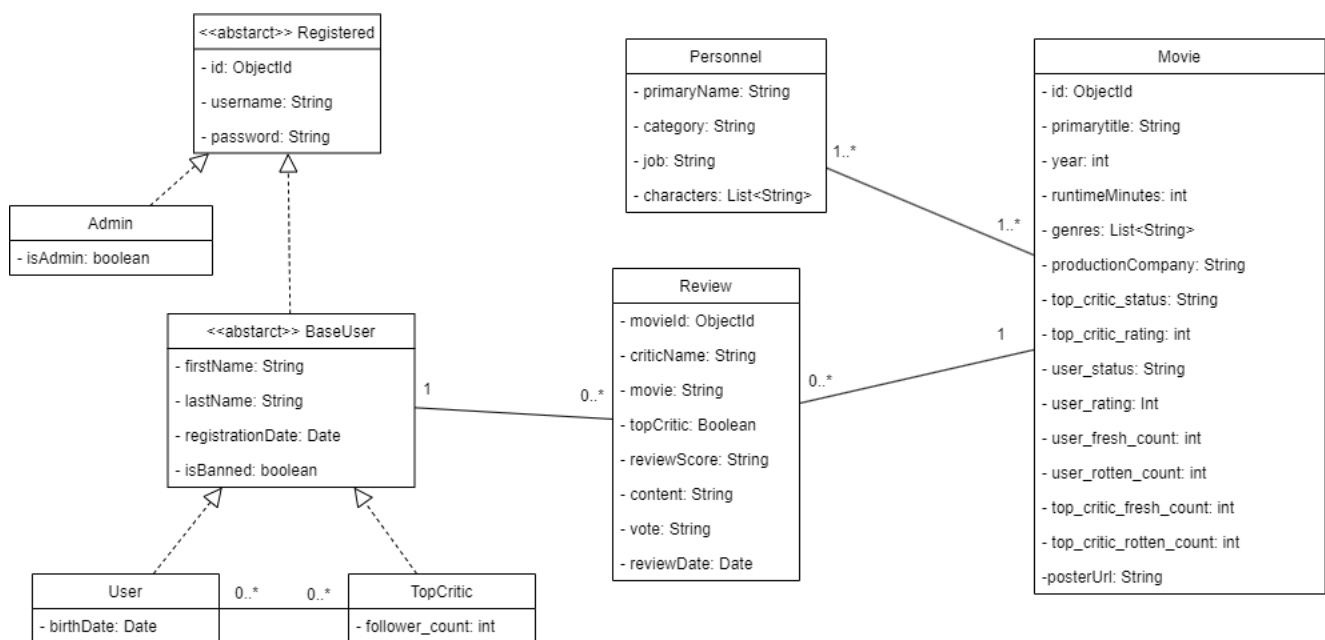 <<abstarct>> Registered
- id: ObjectId
- username: String
- password: String
Admin
- isAdmin: boolean
<<abstarct>> BaseUser
- firstName: String
- lastName: String
- registrationDate: Date
- isBanned: boolean
User
- birthDate: Date
0..*
0..*
TopCritic
- follower_count: int
1
0..*
Review
- movieId: ObjectId
- criticName: String
- movie: String
- topCritic: Boolean
- reviewScore: String
- content: String
- vote: String
- reviewDate: Date
0..*
1
Personnel
- primaryName: String
- category: String
- job: String
- characters: List<String>
1..*
1..*
Movie
- id: ObjectId
- primarytitle: String
- year: int
- runtimeMinutes: int
- genres: List<String>
- productionCompany: String
- top_critic_status: String
- top_critic_rating: int
- user_status: String
- user_rating: Int
- user_fresh_count: int
- user_rotten_count: int
- top_critic_fresh_count: int
- top_critic_rotten_count: int
-posterUrl: String